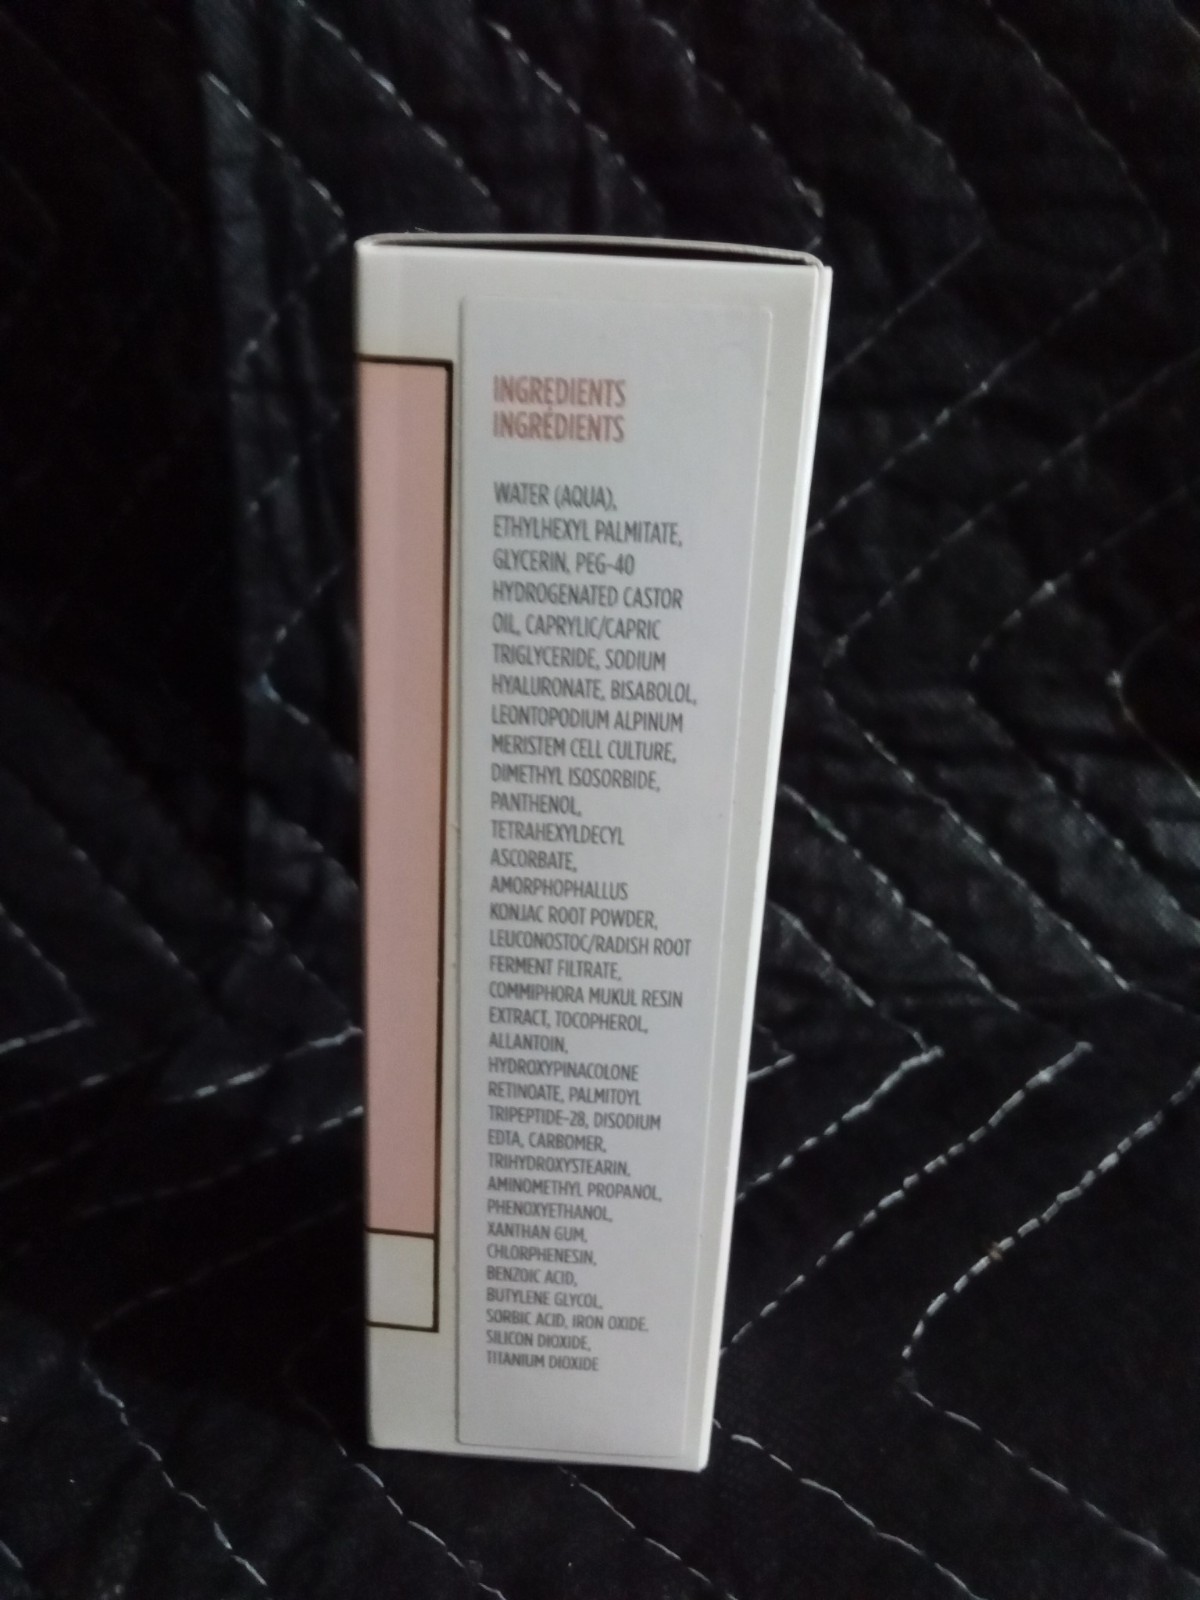 INGREDIENTS
INGRÉDIENTS
WATER (AQUA),
ETHYLHEXYL PALMITATE,
GLYCERIN, PEG-40
HYDROGENATED CASTOR
OIL, CAPRYLIC/CAPRIC
TRIGLYCERIDE, SODIUM
HYALURONATE, BISABOLOL,
LEONTOPODIUM ALPINUM
MERISTEM CELL CULTURE,
DIMETHYL ISOSORBIDE,
PANTHENOL,
TETRAHEXYLDECYL
ASCORBATE,
AMORPHOPHALLUS
KONJAC ROOT POWDER,
LEUCONOSTOC/RADISH ROOT
FERMENT FILTRATE,
COMMIPHORA MUKUL RESIN
EXTRACT, TOCOPHEROL,
ALLANTOIN,
HYDROXYPINACOLONE
RETINOATE, PALMITOYL
TRIPEPTIDE-28, DISODIUM
EDTA, CARBOMER,
TRIHYDROXYSTEARIN,
AMINOMETHYL PROPANOL,
PHENOXYETHANOL,
XANTHAN GUM,
CHLORPHENESIN,
BENZOIC ACID,
BUTYLENE GLYCOL,
SORBIC ACID, IRON OXIDE,
SILICON DIOXIDE,
TITANIUM DIOXIDE